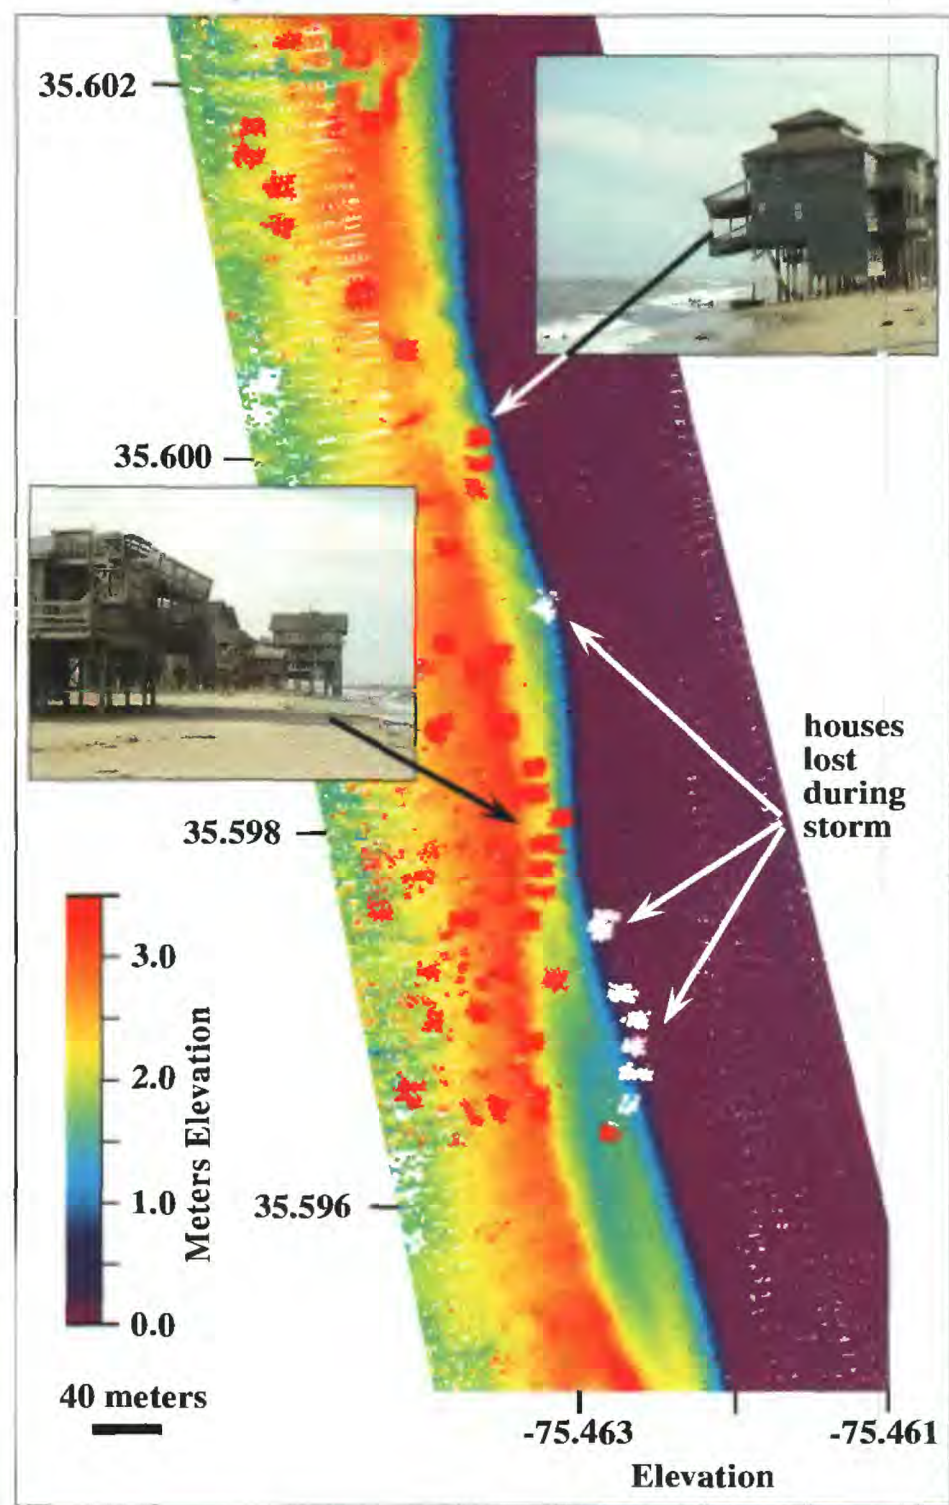 35.602
35.600
houses
lost
during
storm
35.598
3.0
2.0
Meters Elevation
35.596
1.0
0.0
40 meters
-75.463
-75.461
Elevation